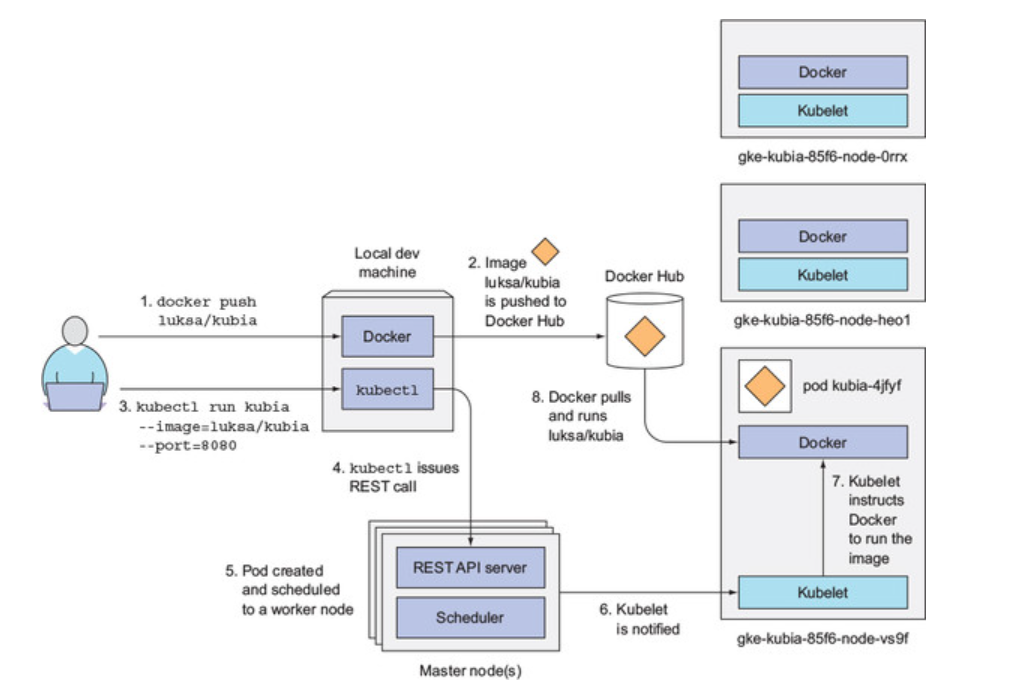 Docker
Kubelet
gke-kubia-85f6-node-0rrx
Docker
Kubelet
gke-kubia-85f6-node-heo1
Local dev
machine
1. docker push
luksa/kubia
Docker
kubectl
2. Image
luksa/kubia
is pushed to
Docker Hub
Docker Hub
3. kubectl run kubia
--image=luksa/kubia
--port=8080
4. kubectl issues
REST call
5. Pod created
and scheduled
to a worker node
REST API server
Scheduler
Master node(s)
6. Kubelet
is notified
pod kubia-4jfyf
Docker
7. Kubelet
instructs
Docker
to run the
image
Kubelet
gke-kubia-85f6-node-vs9f
8. Docker pulls
and runs
luksa/kubia